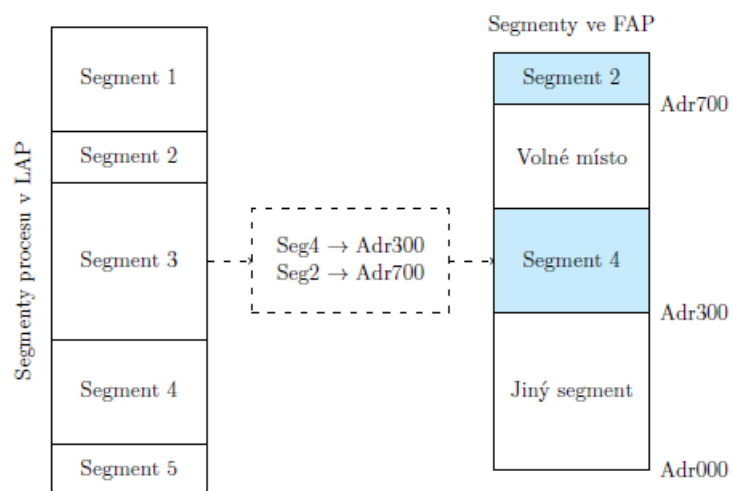 Segmenty procesu v LAP
Segment 1
Segment 2
Segment 3
Segment 4
Segment 5
Seg4 → Adr300
Seg2 → Adr700
Segmenty ve FAP
Segment 2
Adr700
Volné místo
Segment 4
Adr300
Jiný segment
Adr000